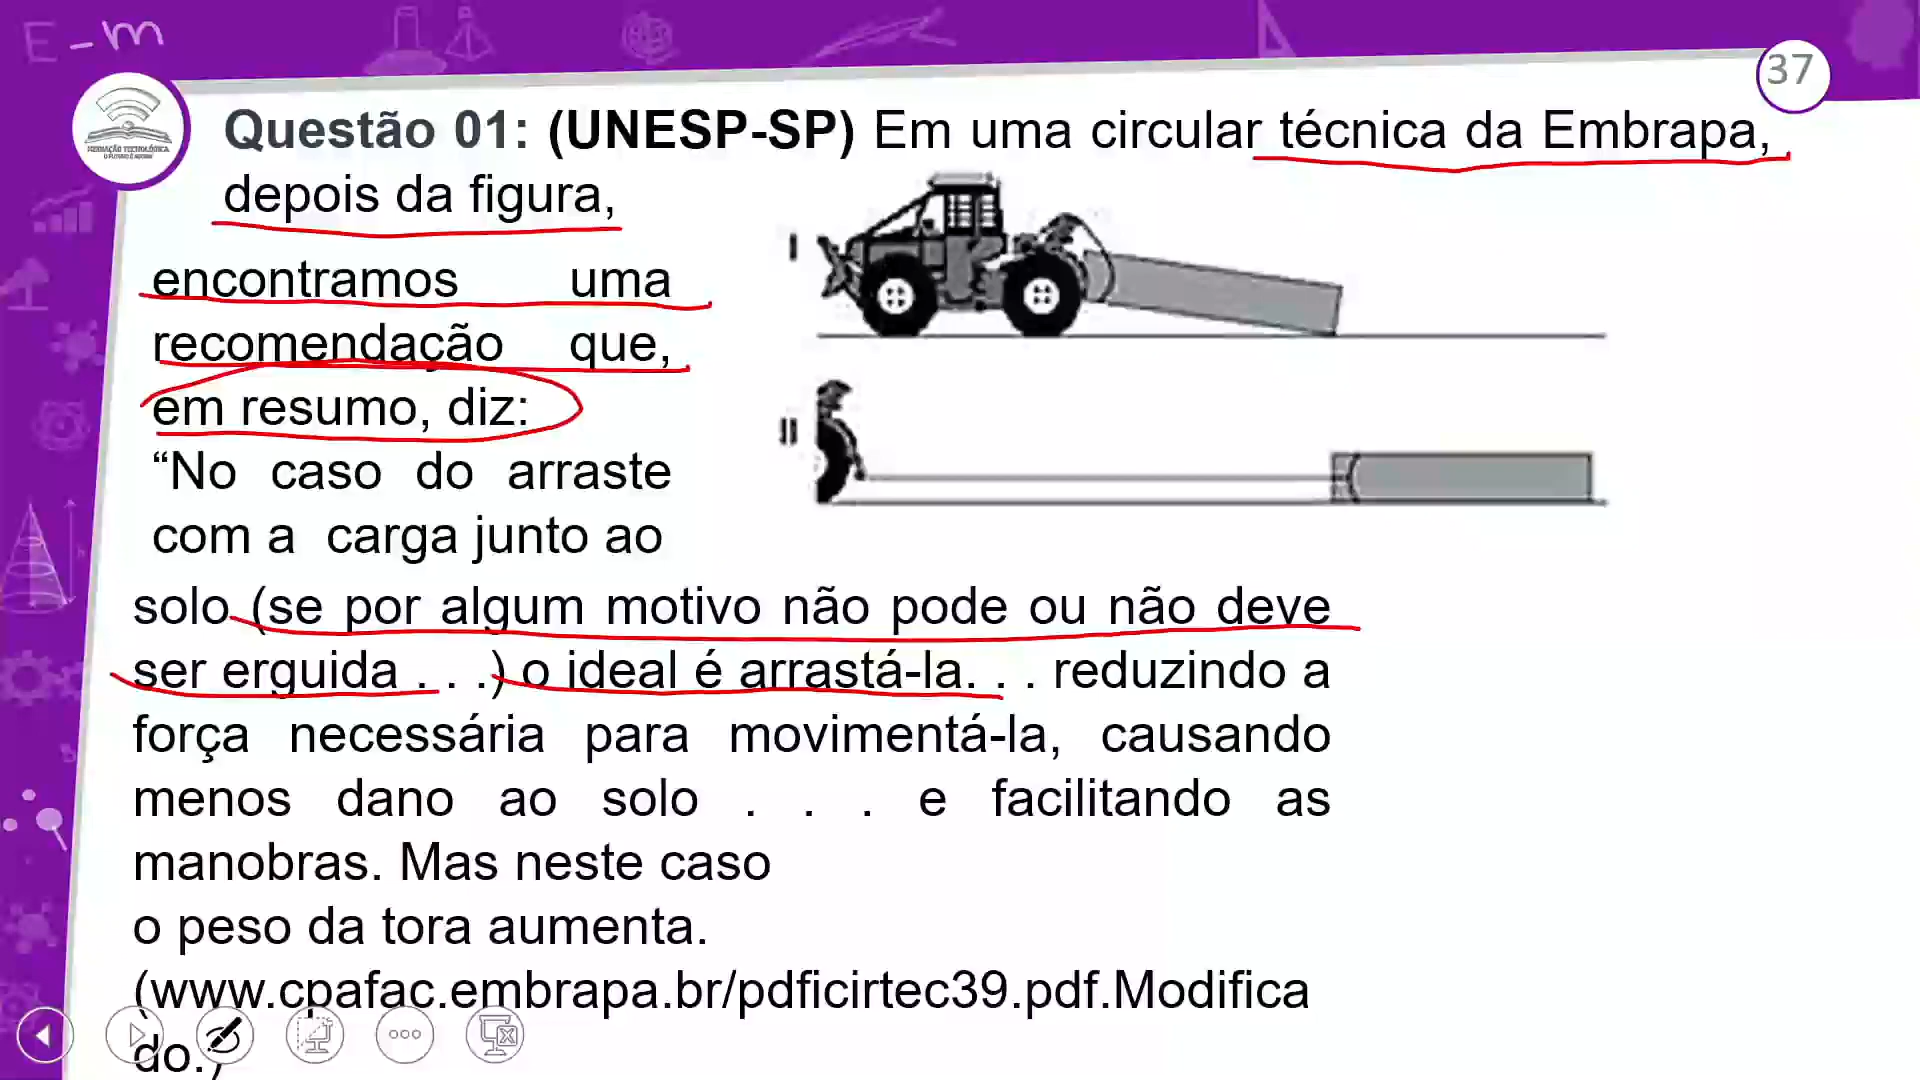 E - m
37
MEDIAÇÃO TECNOLÓGICA
Questão 01: (UNESP-SP) Em uma circular técnica da Embrapa,
depois da figura,
encontramos uma
recomendação que,
em resumo, diz:
“No caso do arraste
com a carga junto ao
I
II
solo (se por algum motivo não pode ou não deve
ser erguida . . .) o ideal é arrastá-la. . . reduzindo a
força necessária para movimentá-la, causando
menos dano ao solo . . . e facilitando as
manobras. Mas neste caso
o peso da tora aumenta.
(www.cpafac.embrapa.br/pdficirtec39.pdf.Modifica
do.)